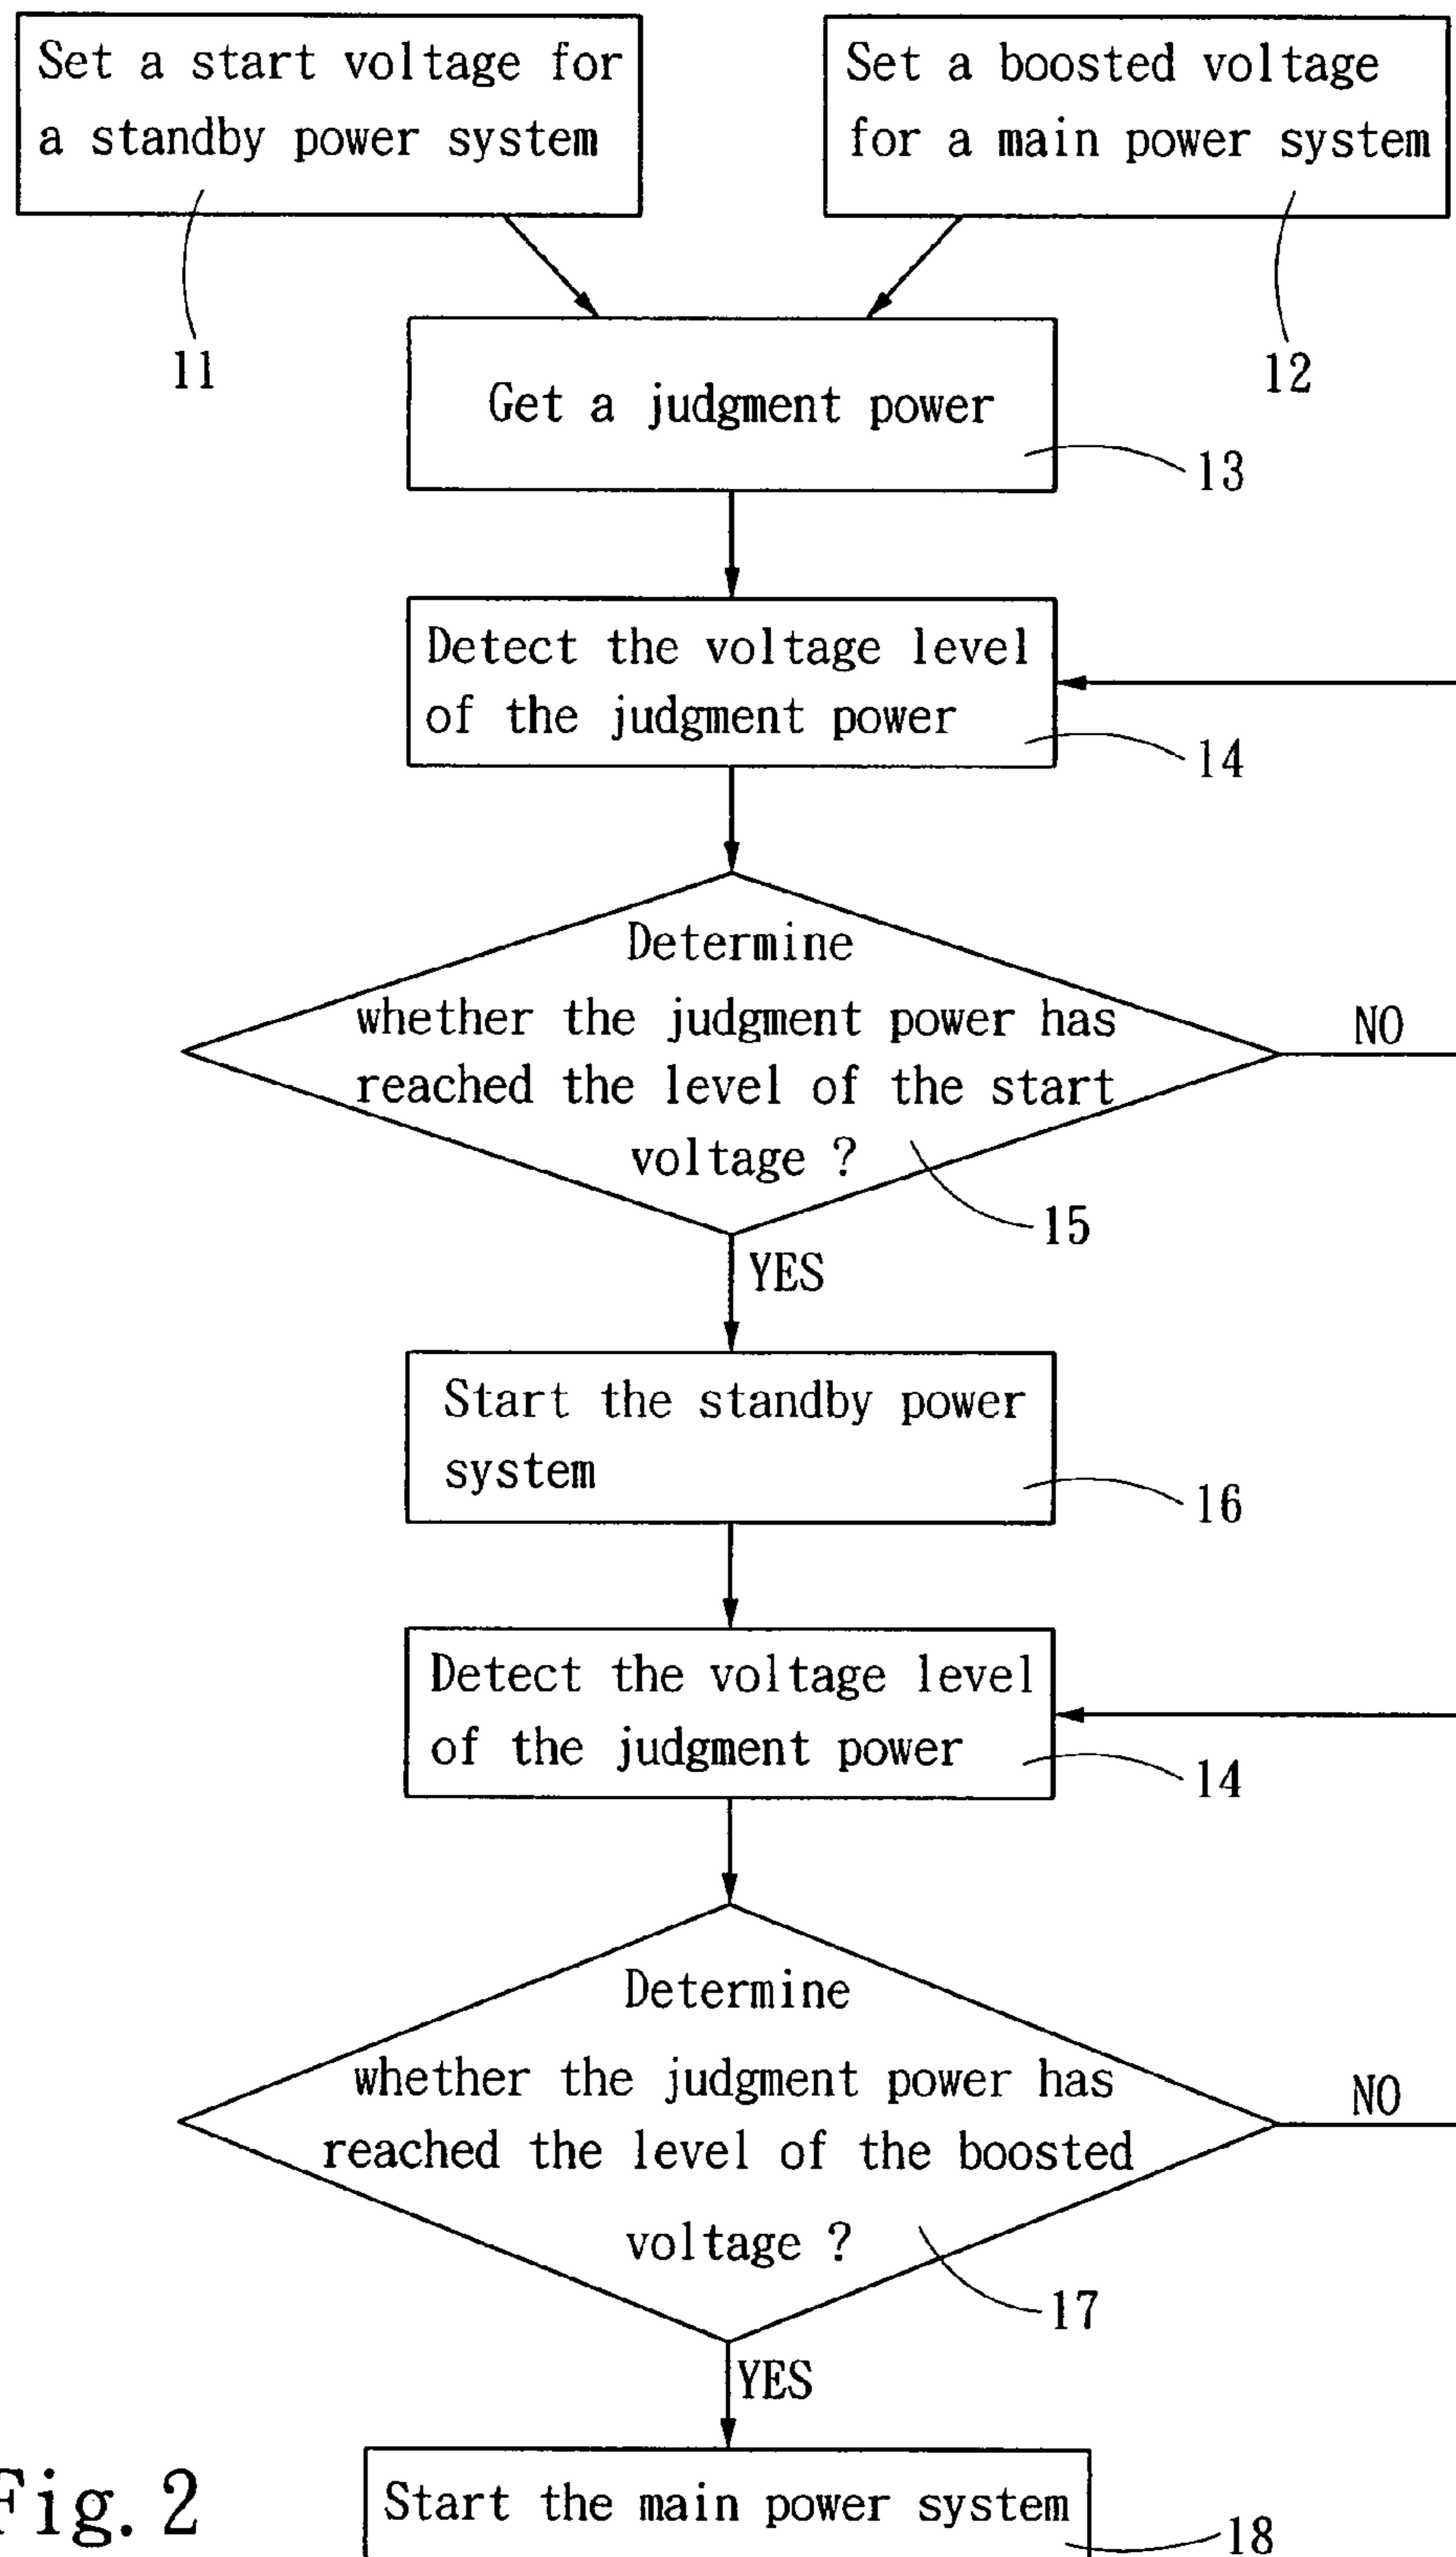 Set a start voltage for
a standby power system
Set a boosted voltage
for a main power system
11
12
Get a judgment power
13
Detect the voltage level
of the judgment power
14
Determine
whether the judgment power has
reached the level of the start
voltage ?
NO
15
YES
Start the standby power
system
16
Detect the voltage level
of the judgment power
14
Determine
whether the judgment power has
reached the level of the boosted
voltage ?
NO
17
YES
Start the main power system
18
Fig. 2